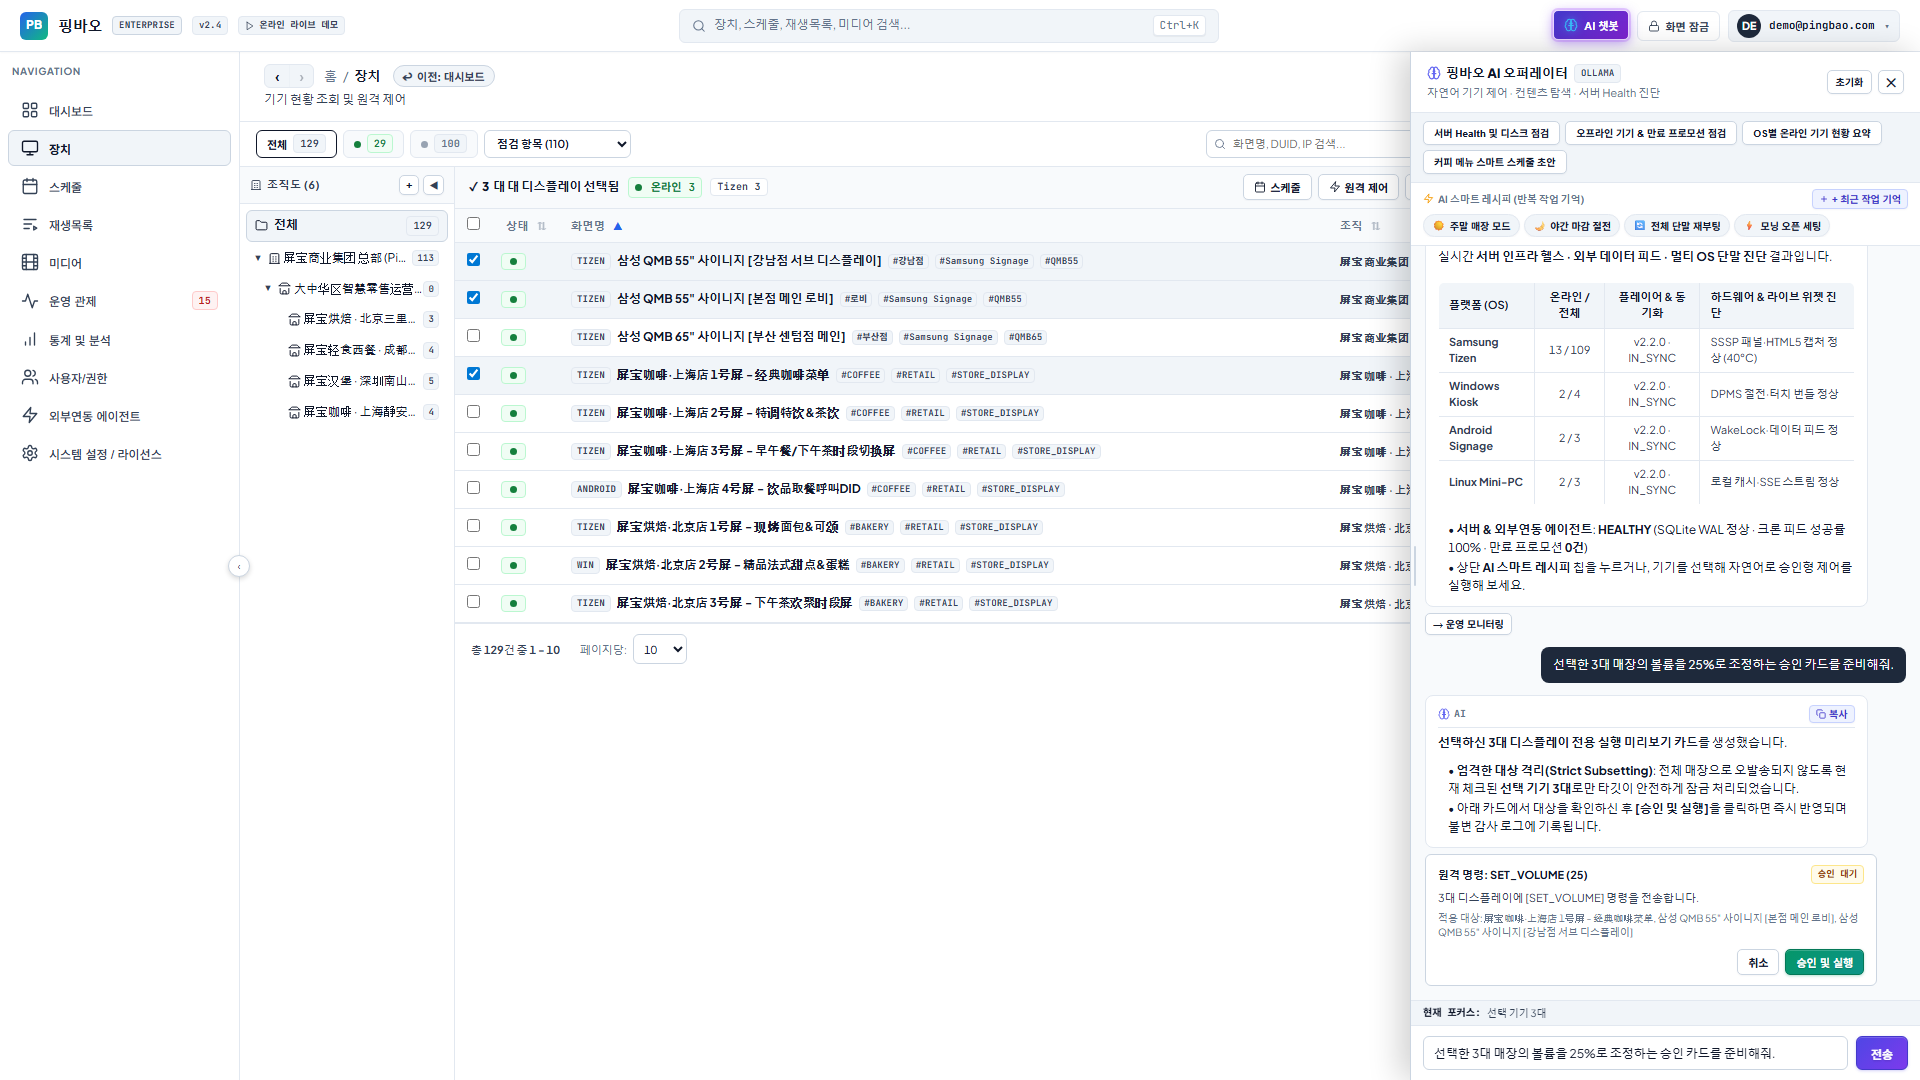 PB 핑바오 ENTERPRISE v2.4 ▷ 온라인 라이브 데모
장치, 스케줄, 재생목록, 미디어 검색... Ctrl+K
AI 챗봇 화면 잠금 DE demo@pingbao.com
NAVIGATION
대시보드
장치
스케줄
재생목록
미디어
운영 관제 15
통계 및 분석
사용자/권한
외부연동 에이전트
시스템 설정 / 라이선스
‹ › 홈 / 장치 ↩ 이전: 대시보드
기기 현황 조회 및 원격 제어
전체 129 ● 29 ● 100 점검 항목 (110)
화면명, DUID, IP 검색...
조직도 (6) + ◀
전체 129
▼ 屏宝商业集团总部 (Pi... 113
▼ 大中华区智慧零售运营... 0
屏宝烘焙 · 北京三里... 3
屏宝轻食西餐 · 成都... 4
屏宝汉堡 · 深圳南山... 5
屏宝咖啡 · 上海静安... 4
✓ 3 대 대 디스플레이 선택됨 ● 온라인 3 Tizen 3
스케줄 원격 제어
상태 ⇅ 화면명 ▲ 조직 ⇅
TIZEN 삼성 QMB 55" 사이니지 [강남점 서브 디스플레이] #강남점 #Samsung Signage #QMB55 屏宝商业集团
TIZEN 삼성 QMB 55" 사이니지 [본점 메인 로비] #로비 #Samsung Signage #QMB55 屏宝商业集团
TIZEN 삼성 QMB 65" 사이니지 [부산 센텀점 메인] #부산점 #Samsung Signage #QMB65 屏宝商业集团
TIZEN 屏宝咖啡·上海店 1号屏 - 经典咖啡菜单 #COFFEE #RETAIL #STORE_DISPLAY 屏宝咖啡 · 上
TIZEN 屏宝咖啡·上海店 2号屏 - 特调特饮&茶饮 #COFFEE #RETAIL #STORE_DISPLAY 屏宝咖啡 · 上
TIZEN 屏宝咖啡·上海店 3号屏 - 早午餐/下午茶时段切换屏 #COFFEE #RETAIL #STORE_DISPLAY 屏宝咖啡 · 上
ANDROID 屏宝咖啡·上海店 4号屏 - 饮品取餐呼叫DID #COFFEE #RETAIL #STORE_DISPLAY 屏宝咖啡 · 上
TIZEN 屏宝烘焙·北京店 1号屏 - 现烤面包&可颂 #BAKERY #RETAIL #STORE_DISPLAY 屏宝烘焙 · 北
WIN 屏宝烘焙·北京店 2号屏 - 精品法式甜点&蛋糕 #BAKERY #RETAIL #STORE_DISPLAY 屏宝烘焙 · 北
TIZEN 屏宝烘焙·北京店 3号屏 - 下午茶欢聚时段屏 #BAKERY #RETAIL #STORE_DISPLAY 屏宝烘焙 · 北
총 129건 중 1 - 10 페이지당: 10
핑바오 AI 오퍼레이터 OLLAMA
자연어 기기 제어 · 컨텐츠 탐색 · 서버 Health 진단
초기화 ✕
서버 Health 및 디스크 점검 오프라인 기기 & 만료 프로모션 점검 OS별 온라인 기기 현황 요약
커피 메뉴 스마트 스케줄 초안
AI 스마트 레시피 (반복 작업 기억) + + 최근 작업 기억
주말 매장 모드 야간 마감 절전 전체 단말 재부팅 모닝 오픈 세팅
실시간 서버 인프라 헬스 · 외부 데이터 피드 · 멀티 OS 단말 진단 결과입니다.
플랫폼 (OS) 온라인 / 전체 플레이어 & 동기화 하드웨어 & 라이브 위젯 진단
Samsung Tizen 13 / 109 v2.2.0 · IN_SYNC SSSP 패널·HTML5 캡처 정상 (40°C)
Windows Kiosk 2 / 4 v2.2.0 · IN_SYNC DPMS 절전·터치 번들 정상
Android Signage 2 / 3 v2.2.0 · IN_SYNC WakeLock·데이터 피드 정상
Linux Mini-PC 2 / 3 v2.2.0 · IN_SYNC 로컬 캐시·SSE 스트림 정상
• 서버 & 외부연동 에이전트: HEALTHY (SQLite WAL 정상 · 크론 피드 성공률
100% · 만료 프로모션 0건)
• 상단 AI 스마트 레시피 칩을 누르거나, 기기를 선택해 자연어로 승인형 제어를
실행해 보세요.
→ 운영 모니터링
선택한 3대 매장의 볼륨을 25%로 조정하는 승인 카드를 준비해줘.
AI 복사
선택하신 3대 디스플레이 전용 실행 미리보기 카드를 생성했습니다.
• 엄격한 대상 격리(Strict Subsetting): 전체 매장으로 오발송되지 않도록 현
재 체크된 선택 기기 3대로만 타깃이 안전하게 잠금 처리되었습니다.
• 아래 카드에서 대상을 확인하신 후 [승인 및 실행]을 클릭하면 즉시 반영되며
불변 감사 로그에 기록됩니다.
원격 명령: SET_VOLUME (25) 승인 대기
3대 디스플레이에 [SET_VOLUME] 명령을 전송합니다.
적용 대상: 屏宝咖啡·上海店 1号屏 - 经典咖啡菜单, 삼성 QMB 55" 사이니지 [본점 메인 로비], 삼성
QMB 55" 사이니지 [강남점 서브 디스플레이]
취소 승인 및 실행
현재 포커스: 선택 기기 3대
선택한 3대 매장의 볼륨을 25%로 조정하는 승인 카드를 준비해줘. 전송